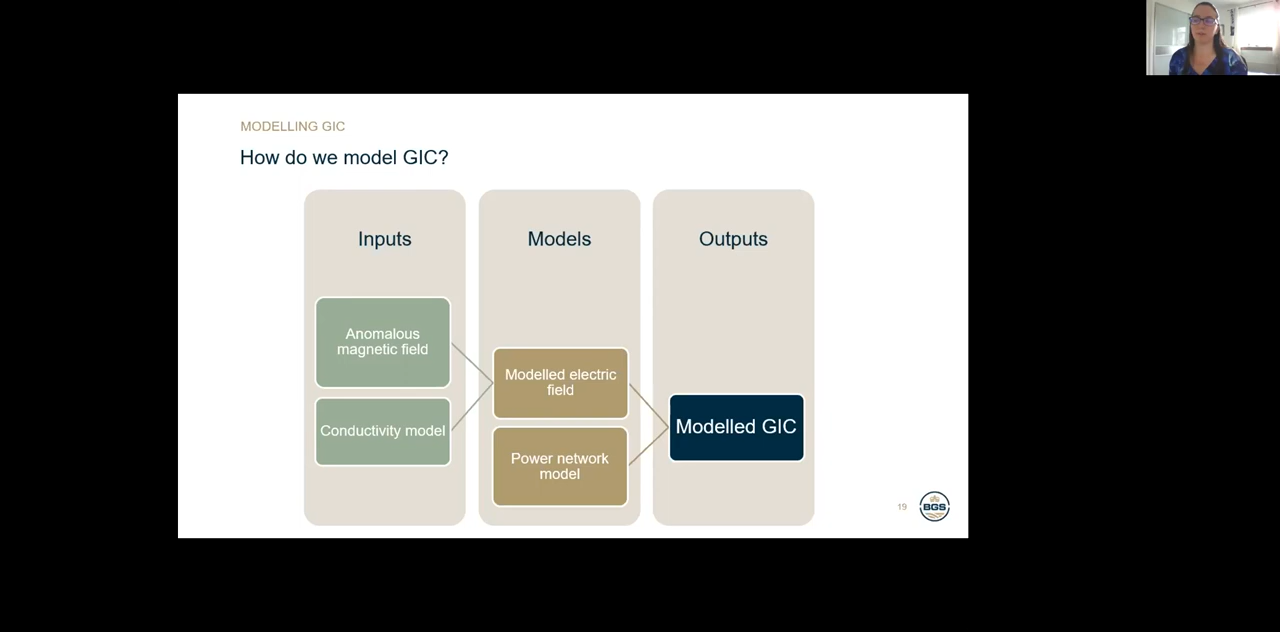 MODELLING GIC
How do we model GIC?
Inputs
Models
Outputs
Anomalous
magnetic field
Conductivity model
Modelled electric
field
Power network
model
Modelled GIC
19
BGS